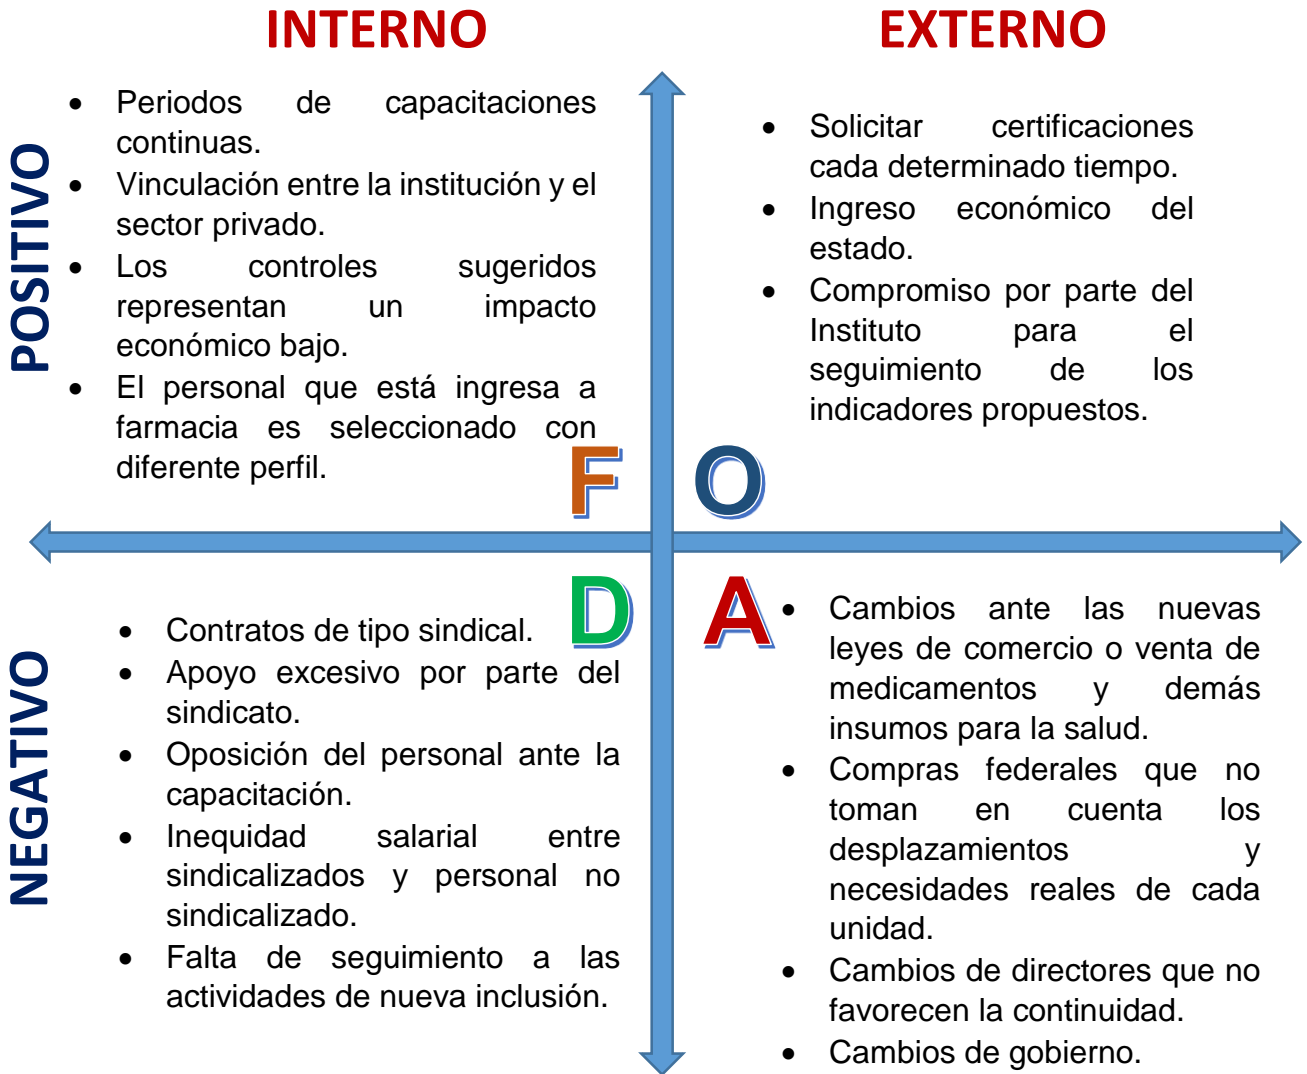 INTERNO
EXTERNO
POSITIVO
• Periodos de capacitaciones
continuas.
• Vinculación entre la institución y el
sector privado.
• Los controles sugeridos
representan un impacto
económico bajo.
• El personal que está ingresa a
farmacia es seleccionado con
diferente perfil.
F
• Solicitar certificaciones
cada determinado tiempo.
• Ingreso económico del
estado.
• Compromiso por parte del
Instituto para el
seguimiento de los
indicadores propuestos.
O
NEGATIVO
D
• Contratos de tipo sindical.
• Apoyo excesivo por parte del
sindicato.
• Oposición del personal ante la
capacitación.
• Inequidad salarial entre
sindicalizados y personal no
sindicalizado.
• Falta de seguimiento a las
actividades de nueva inclusión.
A
• Cambios ante las nuevas
leyes de comercio o venta de
medicamentos y demás
insumos para la salud.
• Compras federales que no
toman en cuenta los
desplazamientos y
necesidades reales de cada
unidad.
• Cambios de directores que no
favorecen la continuidad.
• Cambios de gobierno.